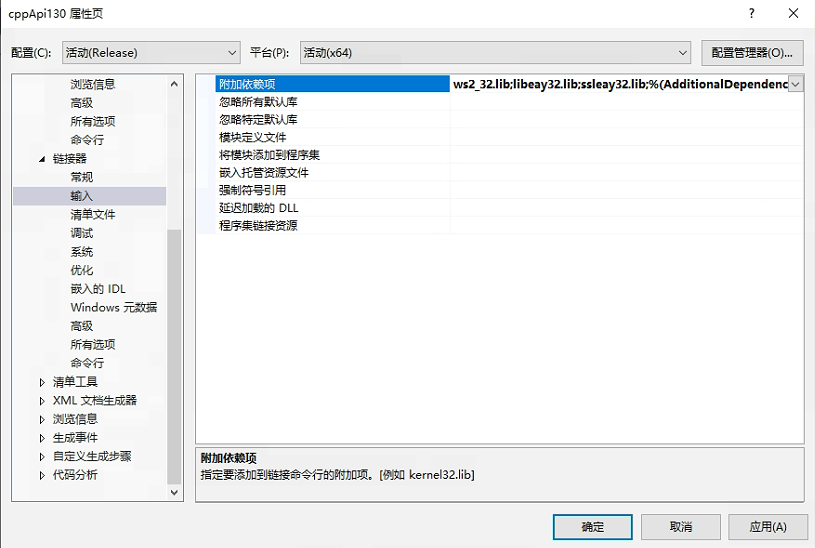 cppApi130 属性页
配置(C): 活动(Release) 平台(P): 活动(x64) 配置管理器(O)...
浏览信息
高级
所有选项
命令行
链接器
常规
输入
清单文件
调试
系统
优化
嵌入的 IDL
Windows 元数据
高级
所有选项
命令行
清单工具
XML 文档生成器
浏览信息
生成事件
自定义生成步骤
代码分析
附加依赖项 ws2_32.lib;libeay32.lib;ssleay32.lib;%(AdditionalDependenc
忽略所有默认库
忽略特定默认库
模块定义文件
将模块添加到程序集
嵌入托管资源文件
强制符号引用
延迟加载的 DLL
程序集链接资源
附加依赖项
指定要添加到链接命令行的附加项。[例如 kernel32.lib]
确定 取消 应用(A)